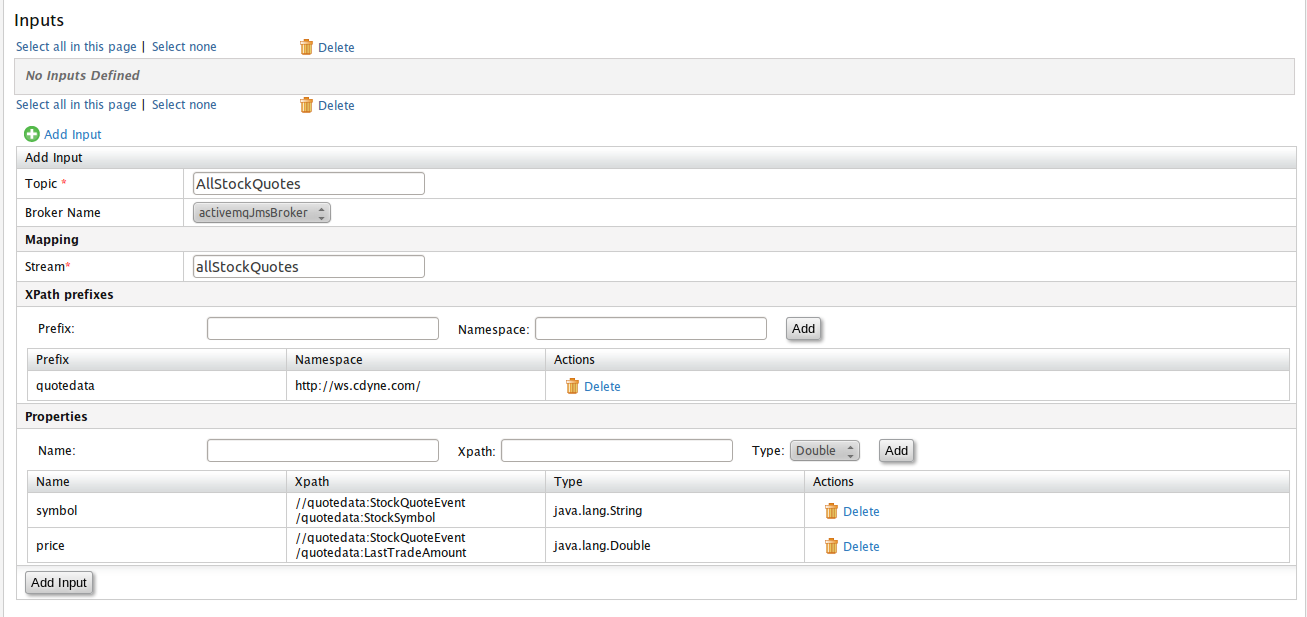 Inputs
Select all in this page | Select none Delete
No Inputs Defined
Select all in this page | Select none Delete
Add Input
Add Input
Topic * AllStockQuotes
Broker Name activemqJmsBroker
Mapping
Stream* allStockQuotes
XPath prefixes
Prefix: Namespace: Add
Prefix Namespace Actions
quotedata http://ws.cdyne.com/ Delete
Properties
Name: Xpath: Type: Double Add
Name Xpath Type Actions
symbol //quotedata:StockQuoteEvent
/quotedata:StockSymbol java.lang.String Delete
price //quotedata:StockQuoteEvent
/quotedata:LastTradeAmount java.lang.Double Delete
Add Input